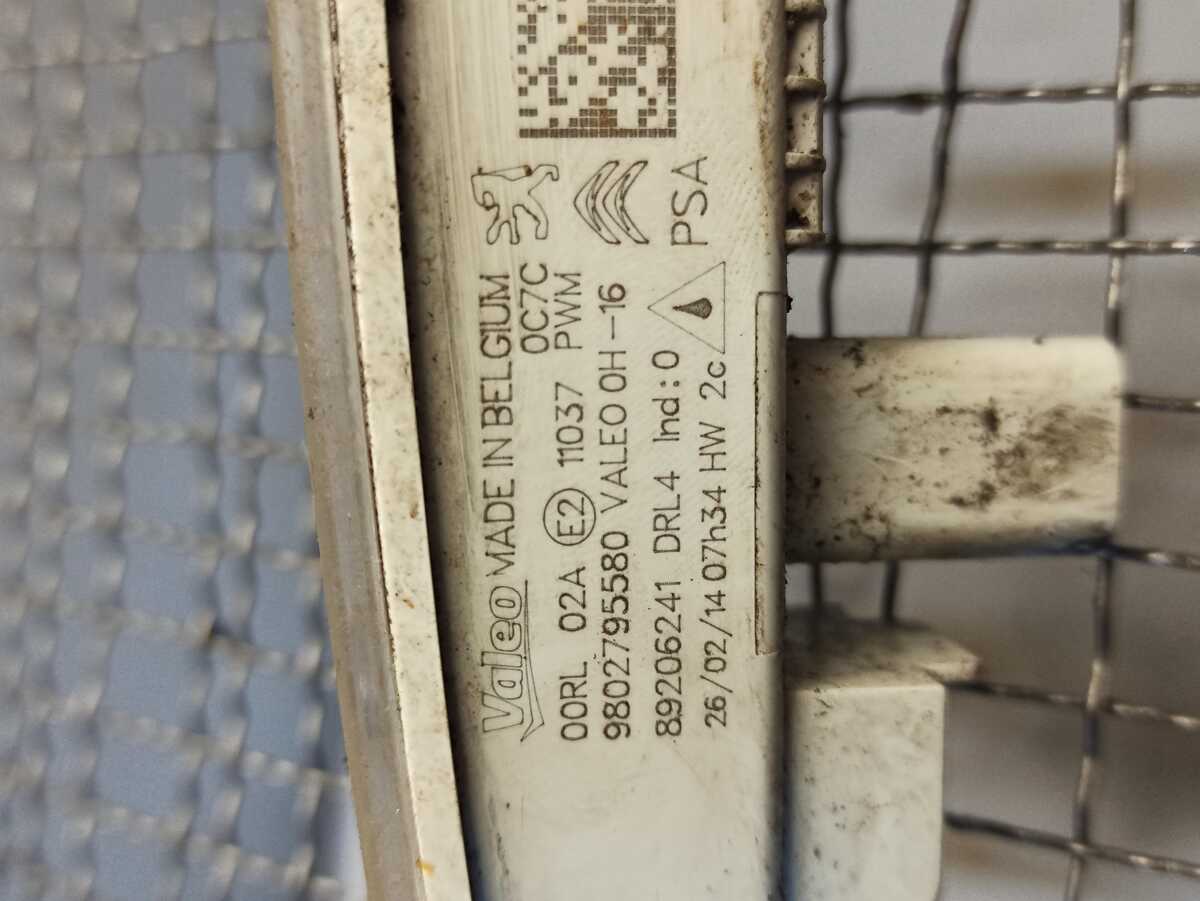 Valeo MADE IN BELGIUM
0C7C
00RL 02A E2 11037 PWM
9802795580 VALEO 0H-16
89206241 DRL4 Ind:0
26/02/14 07h34 HW 2c
PSA